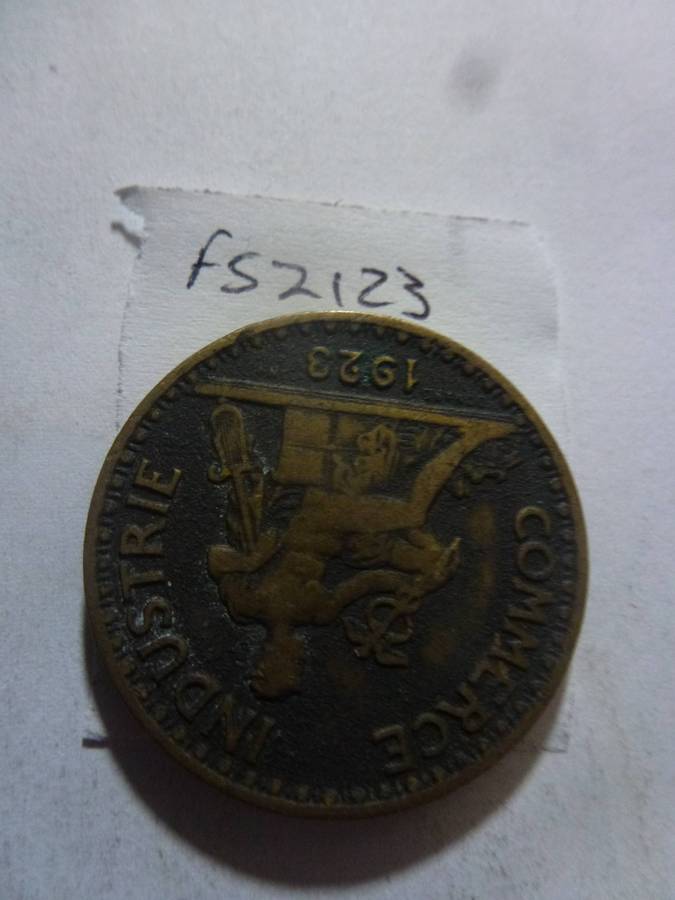 FS2123
1923
COMMERCE
INDUSTRIE